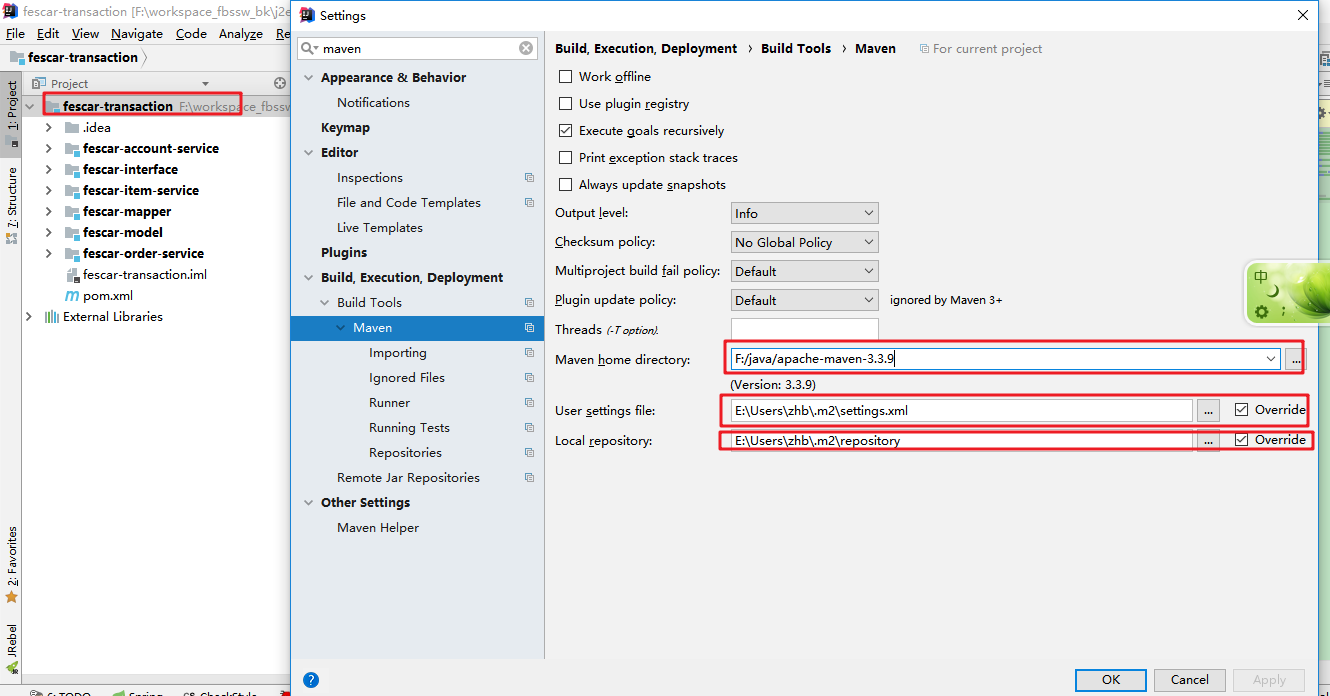 fescar-transaction [F:\workspace_fbssw_bk\j2e
Settings
File Edit View Navigate Code Analyze Re
fescar-transaction
maven
Build, Execution, Deployment › Build Tools › Maven For current project
Project
1: Project
7: Structure
2: Favorites
JRebel
fescar-transaction F:\workspace_fbssw
.idea
fescar-account-service
fescar-interface
fescar-item-service
fescar-mapper
fescar-model
fescar-order-service
fescar-transaction.iml
pom.xml
External Libraries
Appearance & Behavior
Notifications
Keymap
Editor
Inspections
File and Code Templates
Live Templates
Plugins
Build, Execution, Deployment
Build Tools
Maven
Importing
Ignored Files
Runner
Running Tests
Repositories
Remote Jar Repositories
Other Settings
Maven Helper
Work offline
Use plugin registry
Execute goals recursively
Print exception stack traces
Always update snapshots
Output level: Info
Checksum policy: No Global Policy
Multiproject build fail policy: Default
Plugin update policy: Default ignored by Maven 3+
Threads (-T option).
Maven home directory: F:/java/apache-maven-3.3.9 ...
(Version: 3.3.9)
User settings file: E:\Users\zhb\.m2\settings.xml ... Override
Local repository: E:\Users\zhb\.m2\repository ... Override
中
?
OK Cancel Apply
6: TODO Spring CheckStyle